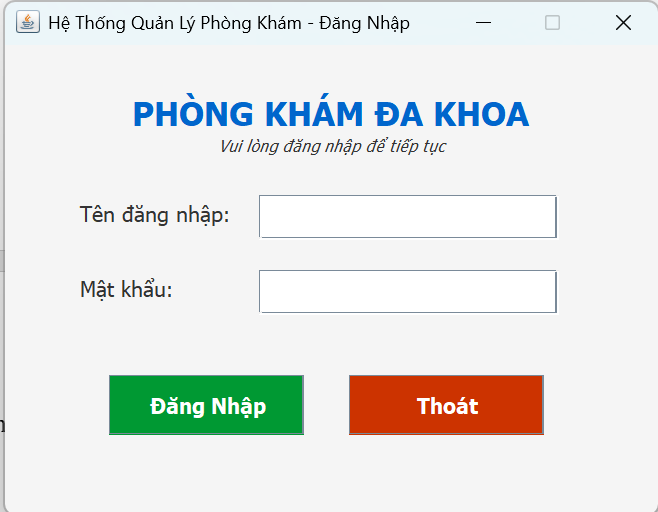 Hệ Thống Quản Lý Phòng Khám - Đăng Nhập
PHÒNG KHÁM ĐA KHOA
Vui lòng đăng nhập để tiếp tục
Tên đăng nhập:
Mật khẩu:
Đăng Nhập
Thoát